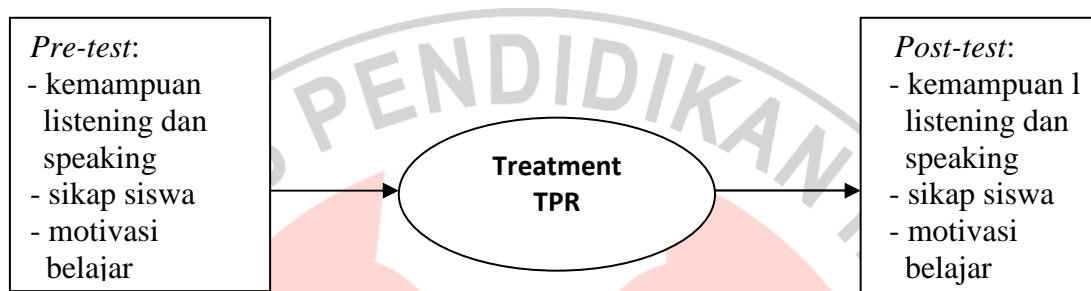 Pre-test:
- kemampuan
listening dan
speaking
- sikap siswa
- motivasi
belajar
S PENDIDIKAN
Treatment
TPR
Post-test:
- kemampuan l
listening dan
speaking
- sikap siswa
- motivasi
belajar